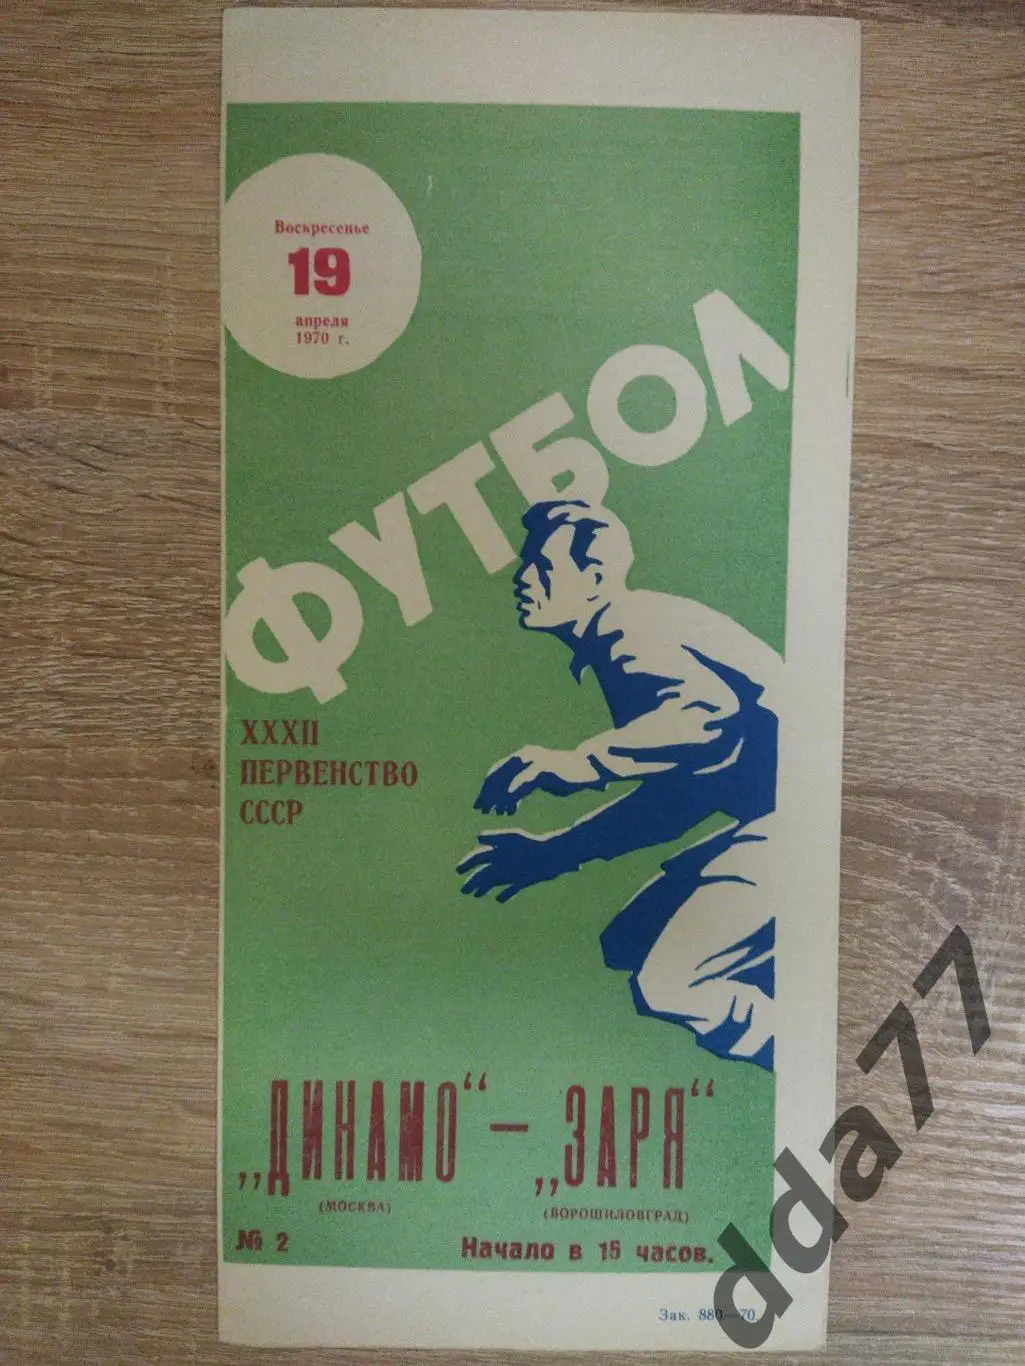 Воскресенье
19
апреля
1970 г.
ФУТБОЛ
XXXII
ПЕРВЕНСТВО
СССР
„ДИНАМО“ — „ЗАРЯ“
(МОСКВА) (ВОРОШИЛОВГРАД)
№ 2 Начало в 15 часов.
Зак. 880—70.
dda77